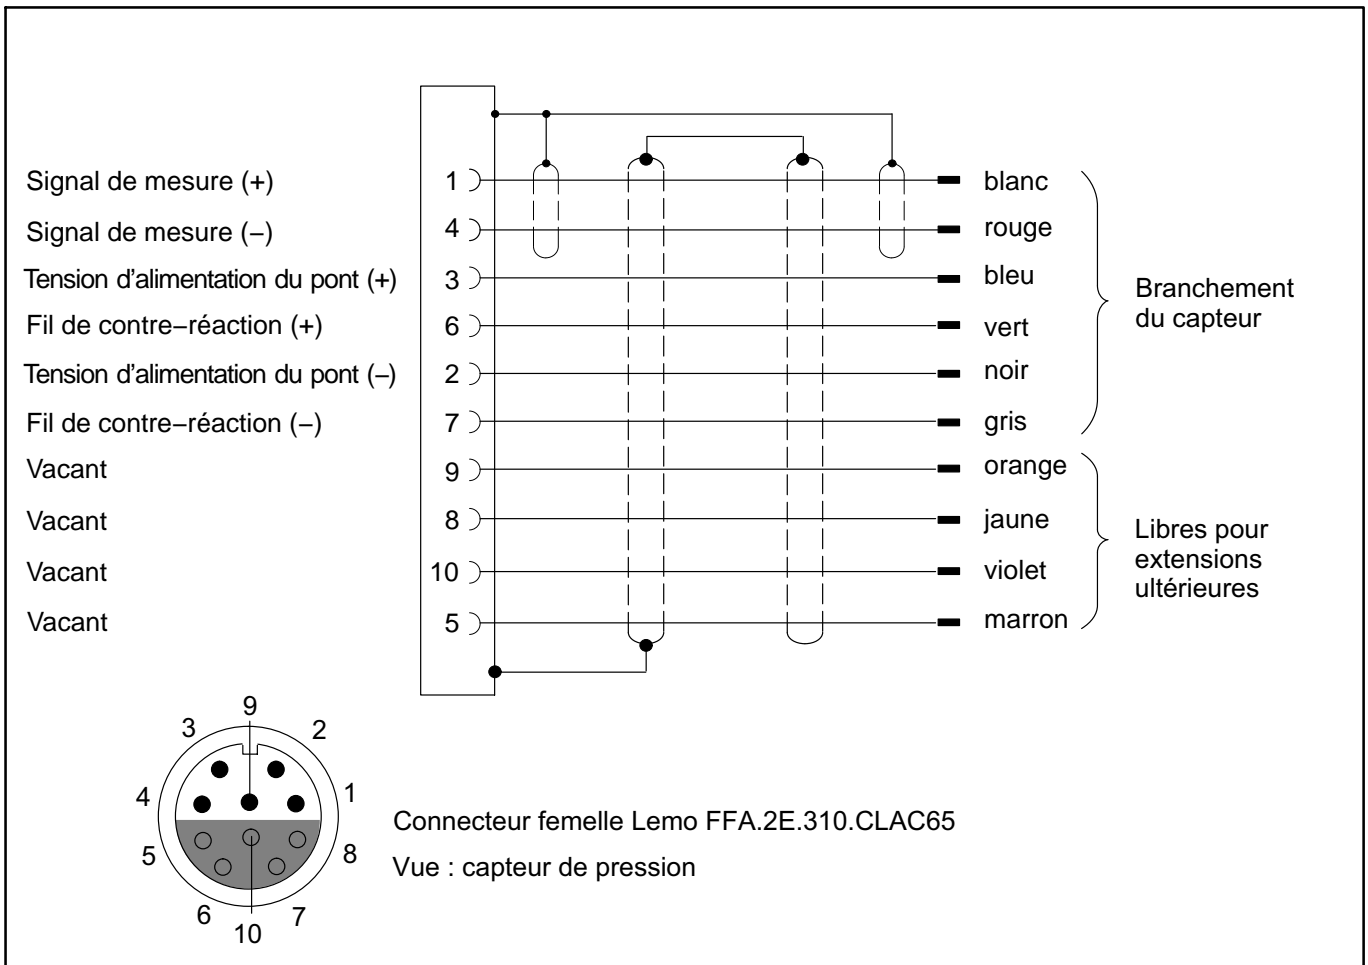 Signal de mesure (+) 1 blanc
Signal de mesure (−) 4 rouge
Tension d'alimentation du pont (+) 3 bleu
Fil de contre−réaction (+) 6 vert
Tension d'alimentation du pont (−) 2 noir
Fil de contre−réaction (−) 7 gris
Branchement
du capteur
Vacant 9 orange
Vacant 8 jaune
Vacant 10 violet
Vacant 5 marron
Libres pour
extensions
ultérieures
9
3 2
4 1
5 8
6 7
10
Connecteur femelle Lemo FFA.2E.310.CLAC65
Vue : capteur de pression